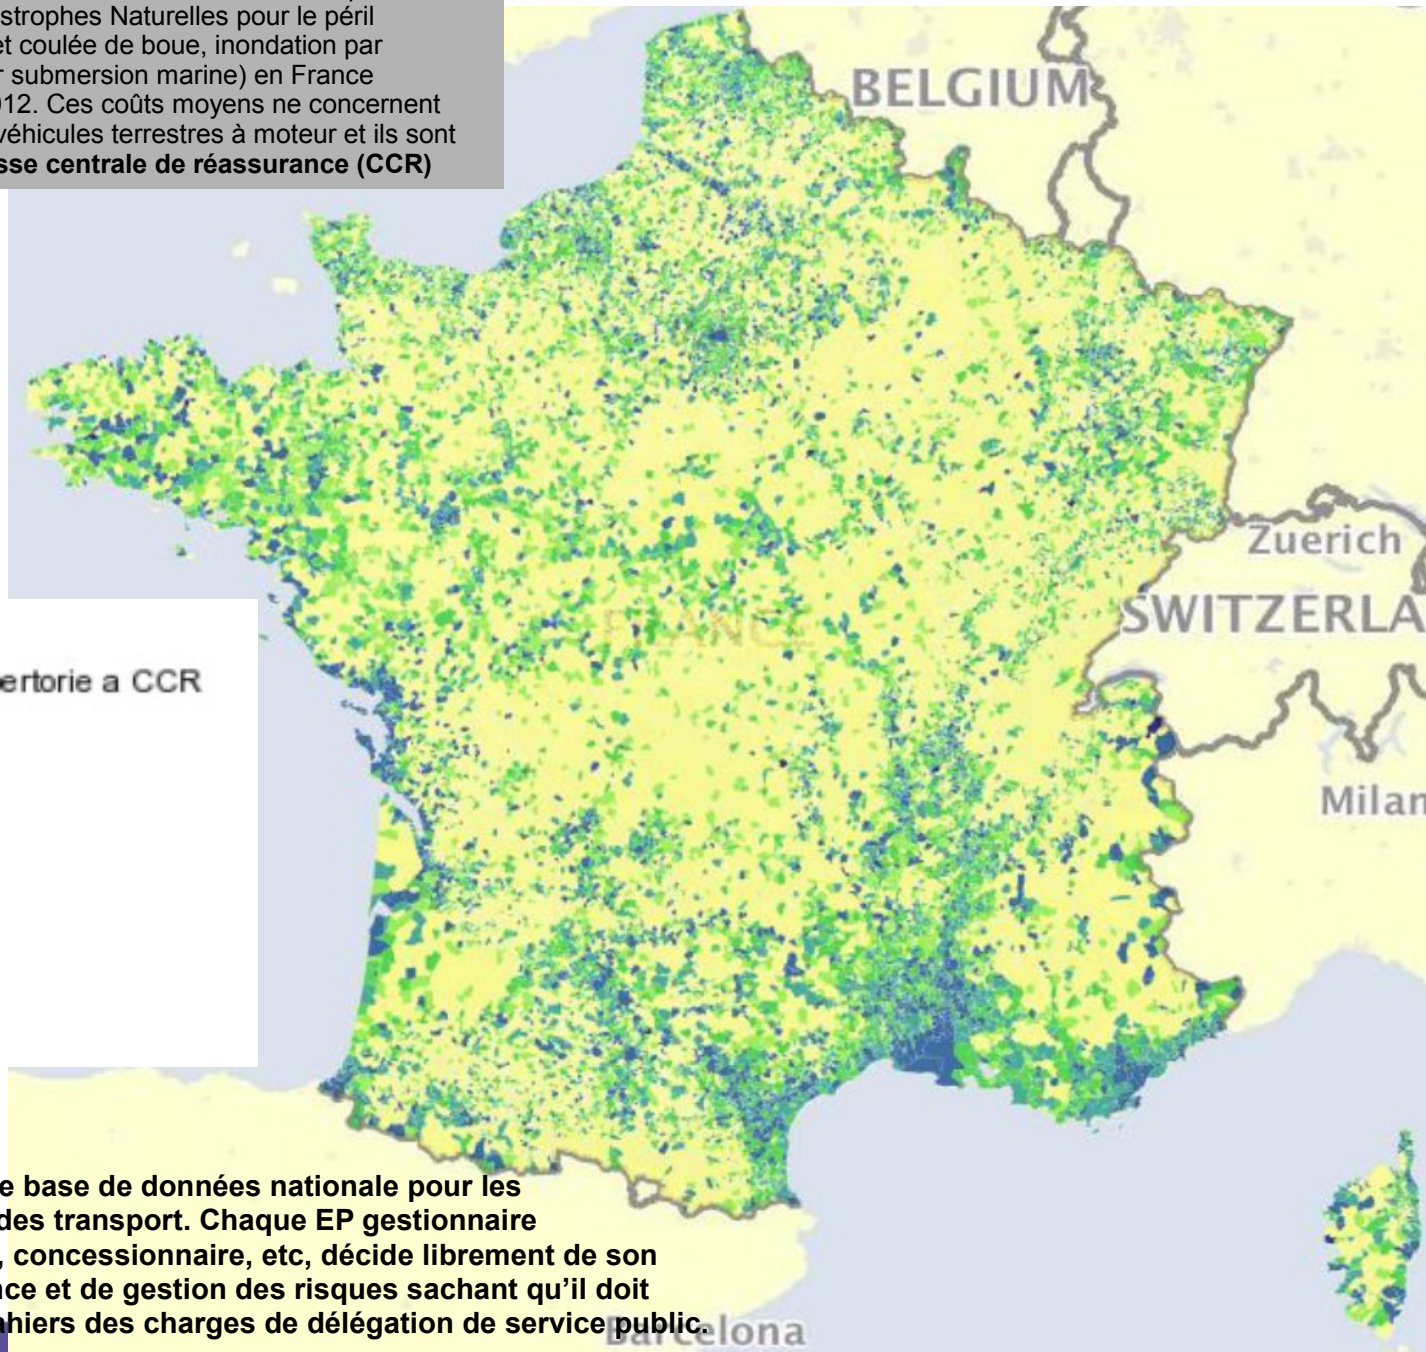 strophes Naturelles pour le péril
et coulée de boue, inondation par
r submersion marine) en France
012. Ces coûts moyens ne concernent
véhicules terrestres à moteur et ils sont
sse centrale de réassurance (CCR)
BELGIUM
Zuerich
SWITZERLA
FRANCE
ertorie a CCR
Milan
e base de données nationale pour les
des transport. Chaque EP gestionnaire
, concessionnaire, etc, décide librement de son
nce et de gestion des risques sachant qu'il doit
ahiers des charges de délégation de service public.
Barcelona